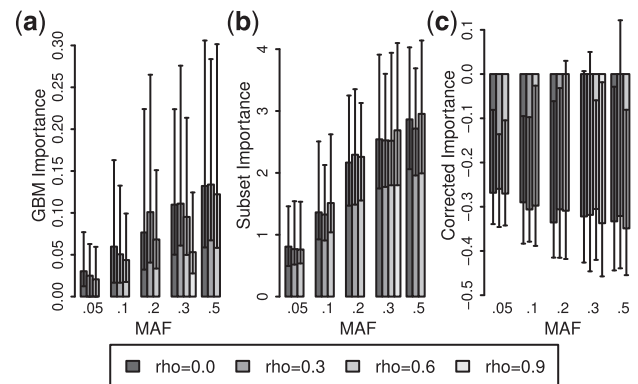 (a)
GBM Importance
0.00
0.05
0.10
0.15
0.20
0.25
0.30
.05 .1 .2 .3 .5
MAF
(b)
Subset Importance
0
1
2
3
4
.05 .1 .2 .3 .5
MAF
(c)
Corrected Importance
0.1
0.0
−0.1
−0.2
−0.3
−0.4
−0.5
.05 .1 .2 .3 .5
MAF
rho=0.0 rho=0.3 rho=0.6 rho=0.9